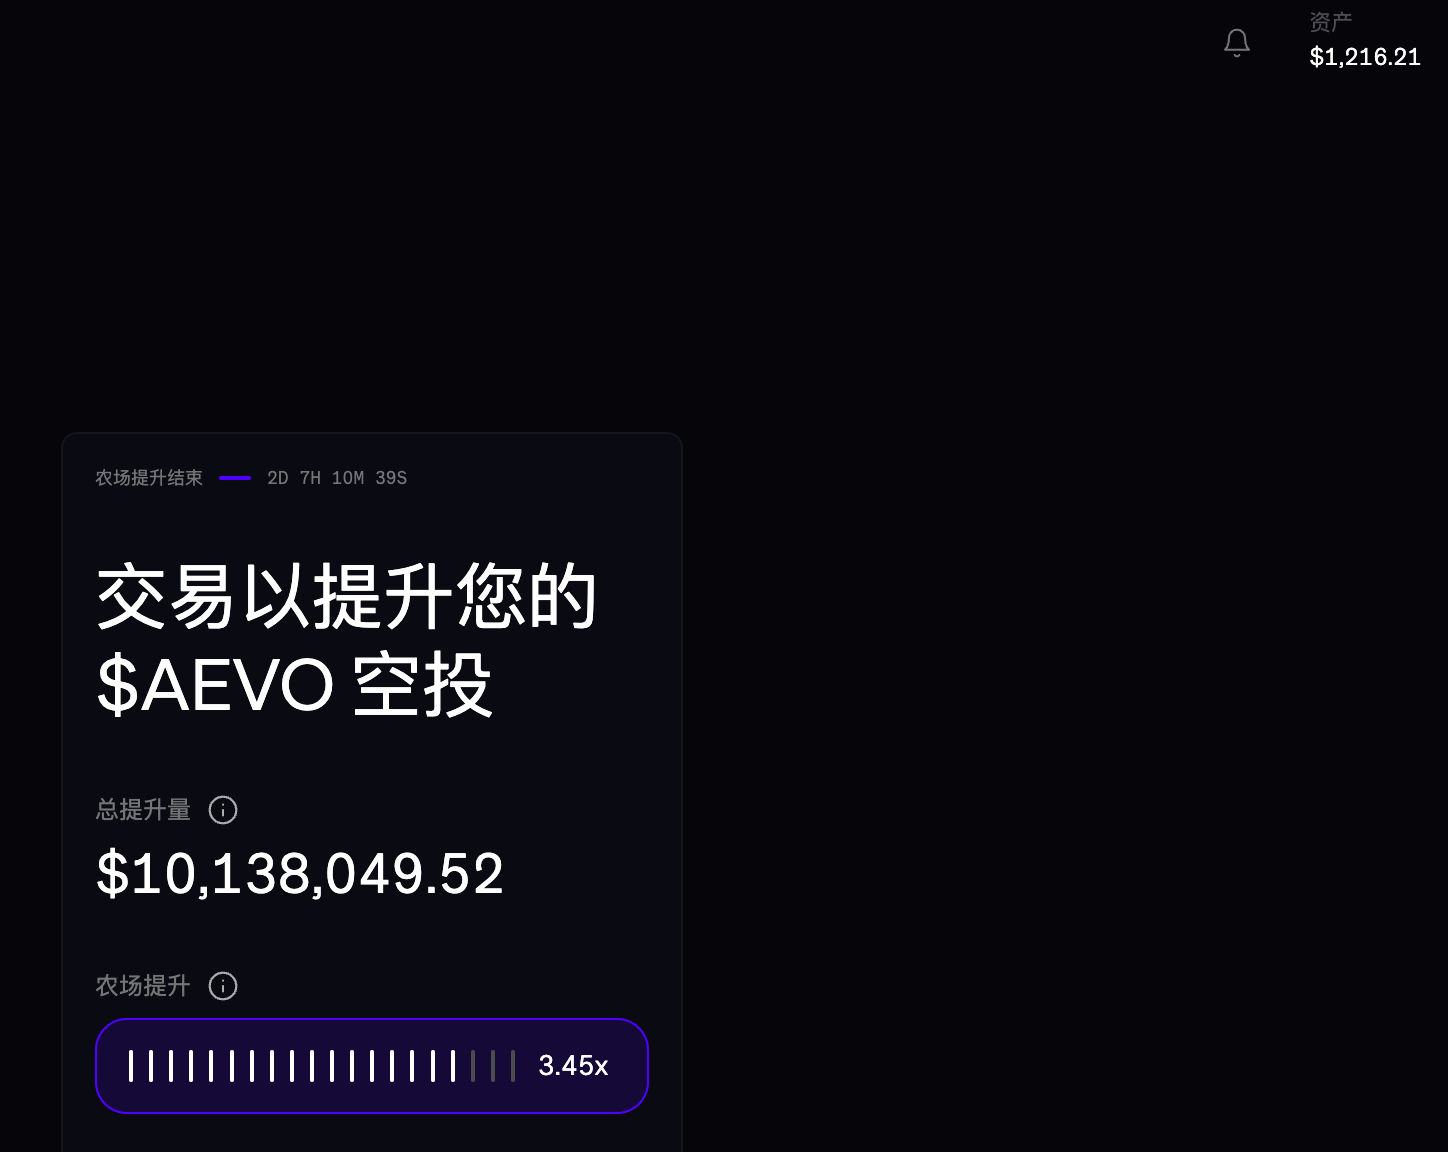 资产
$1,216.21
农场提升结束 2D 7H 10M 39S
交易以提升您的
$AEVO 空投
总提升量
$10,138,049.52
农场提升
3.45x